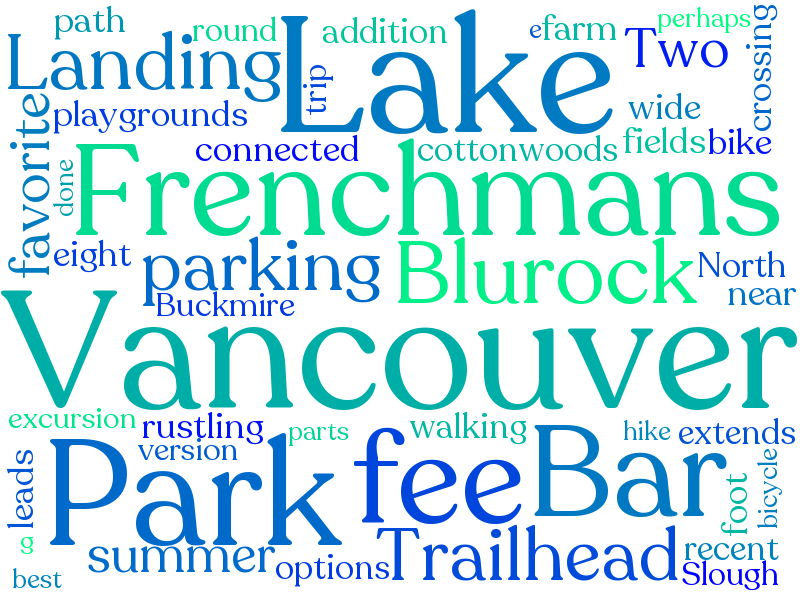 path
round
addition
e
farm
perhaps
crossing
Landing
Lake
Two
trip
favorite
playgrounds
wide
connected
cottonwoods
fields
bike
done
Frenchmans
eight
parking
Blurock
North
near
Buckmire
Vancouver
excursion
rustling
parts
walking
hike
extends
version
leads
Park
fee
Bar
foot
bicycle
g
summer
options
Trailhead
recent
best
Slough